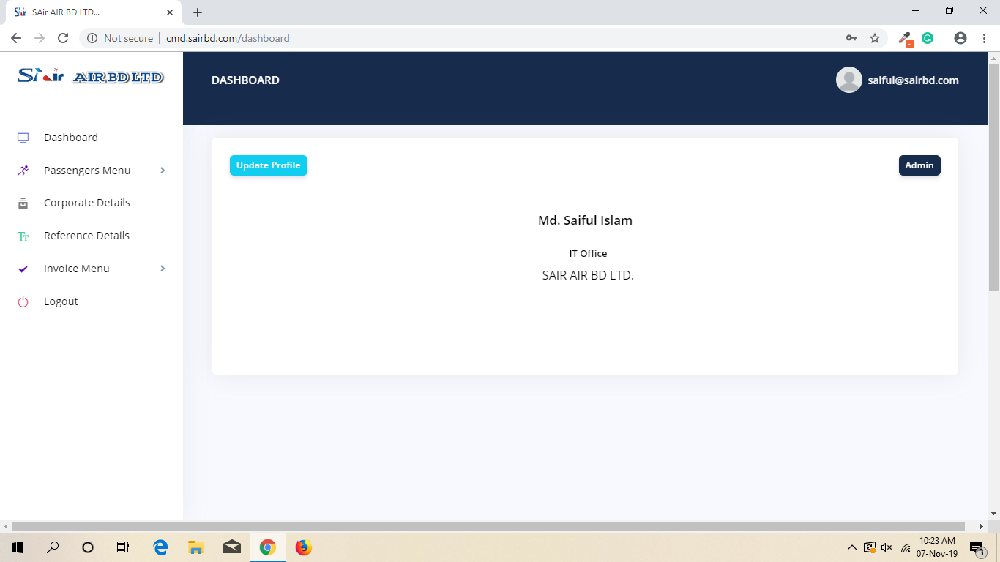 SAir AIR BD LTD...
Not secure
cmd.sairbd.com/dashboard
SAir AIR BD LTD
DASHBOARD
saiful@sairbd.com
Dashboard
Passengers Menu
Corporate Details
Reference Details
Invoice Menu
Logout
Update Profile
Admin
Md. Saiful Islam
IT Office
SAIR AIR BD LTD.
10:23 AM
07-Nov-19
3